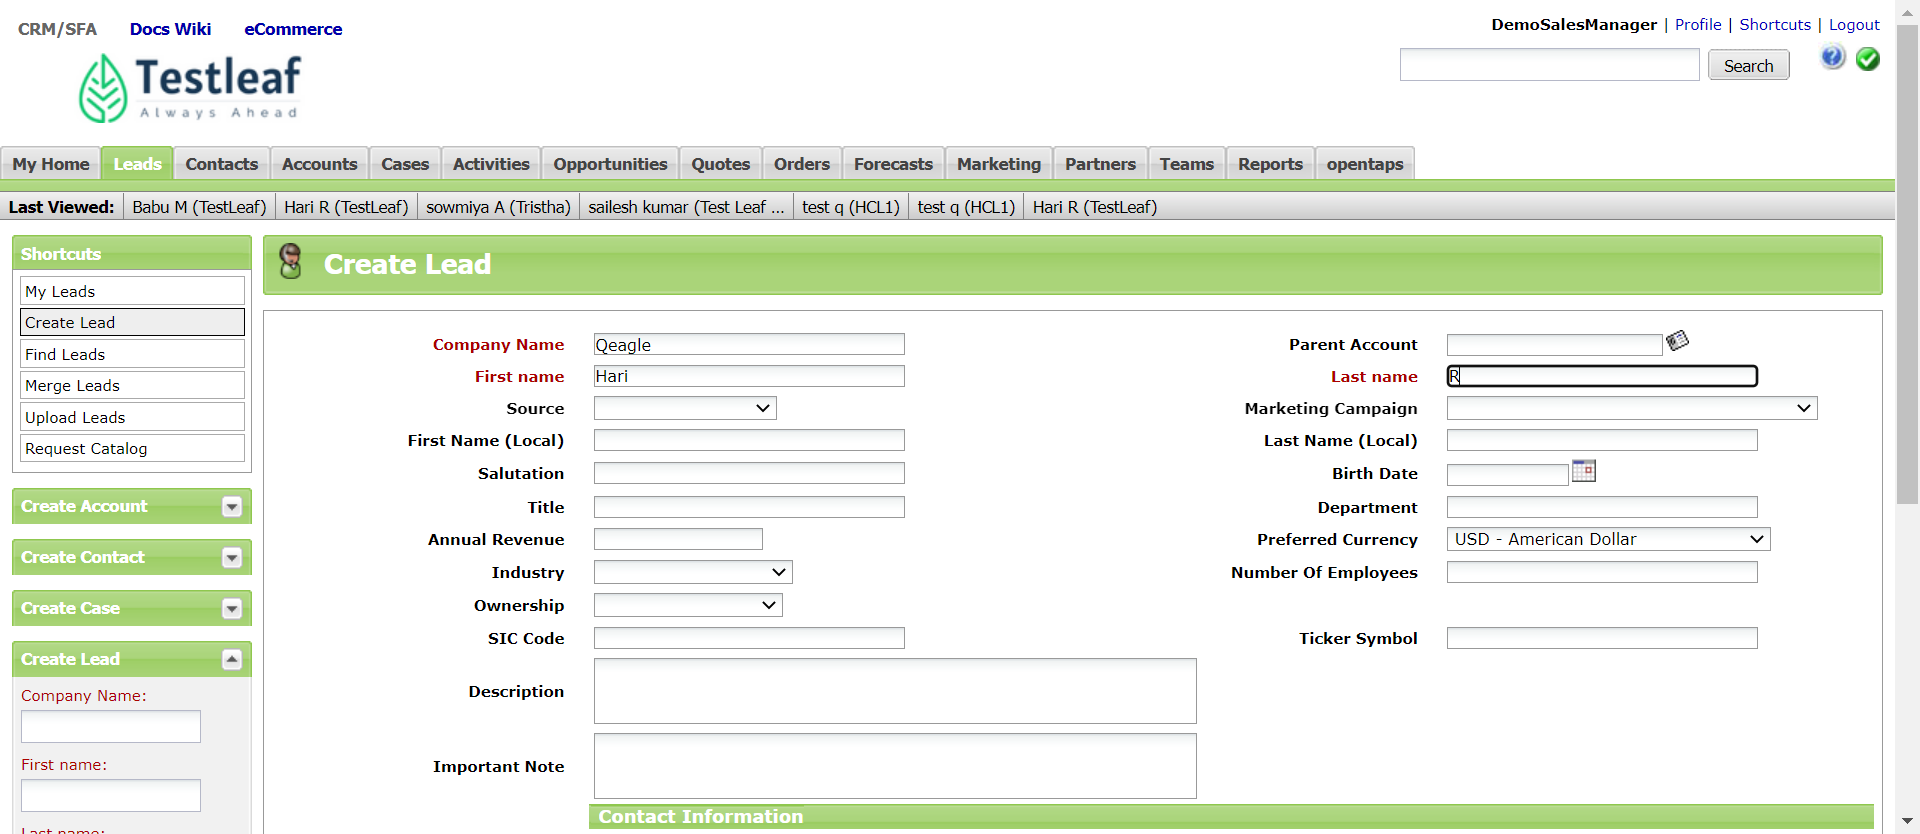 CRM/SFA Docs Wiki eCommerce
DemoSalesManager | Profile | Shortcuts | Logout
Testleaf
Always Ahead
Search
My Home Leads Contacts Accounts Cases Activities Opportunities Quotes Orders Forecasts Marketing Partners Teams Reports opentaps
Last Viewed: Babu M (TestLeaf) Hari R (TestLeaf) sowmiya A (Tristha) sailesh kumar (Test Leaf ... test q (HCL1) test q (HCL1) Hari R (TestLeaf)
Shortcuts
My Leads
Create Lead
Find Leads
Merge Leads
Upload Leads
Request Catalog
Create Account
Create Contact
Create Case
Create Lead
Company Name:
First name:
Last name:
Create Lead
Company Name Qeagle Parent Account
First name Hari Last name R
Source Marketing Campaign
First Name (Local) Last Name (Local)
Salutation Birth Date
Title Department
Annual Revenue Preferred Currency USD - American Dollar
Industry Number Of Employees
Ownership
SIC Code Ticker Symbol
Description
Important Note
Contact Information